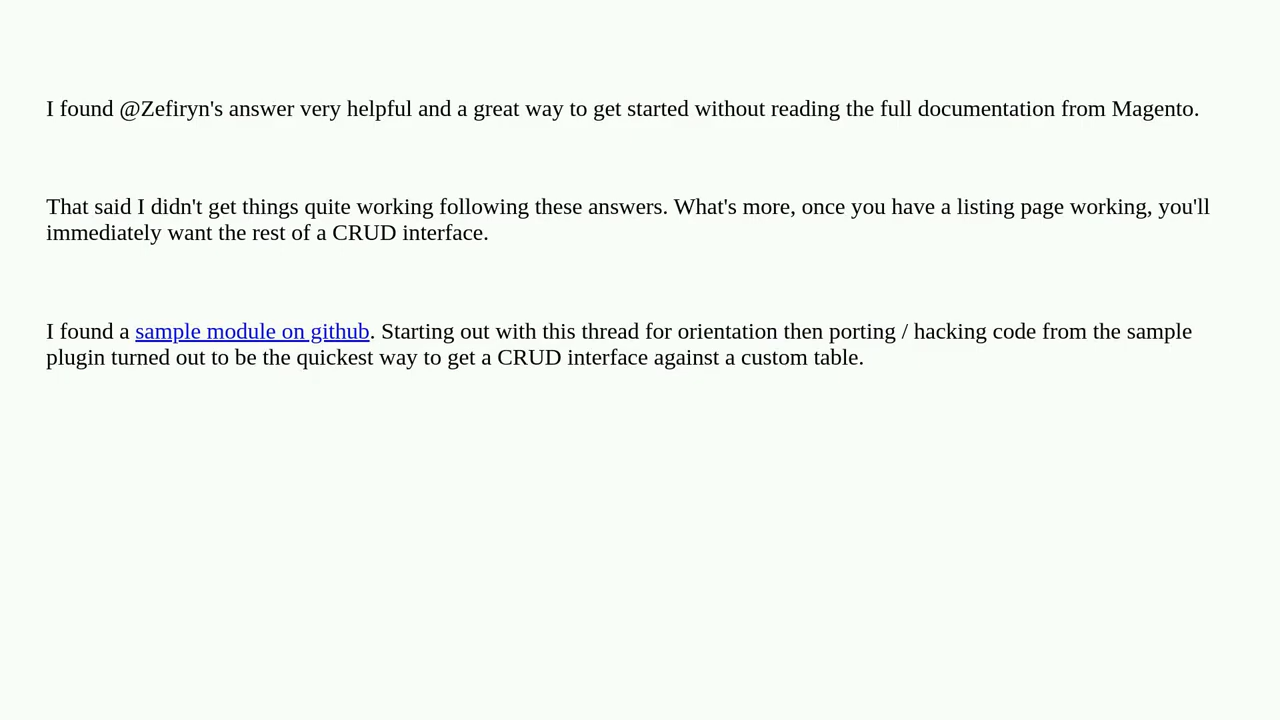 I found @Zefiryn's answer very helpful and a great way to get started without reading the full documentation from Magento.
That said I didn't get things quite working following these answers. What's more, once you have a listing page working, you'll
immediately want the rest of a CRUD interface.
I found a sample module on github. Starting out with this thread for orientation then porting / hacking code from the sample
plugin turned out to be the quickest way to get a CRUD interface against a custom table.